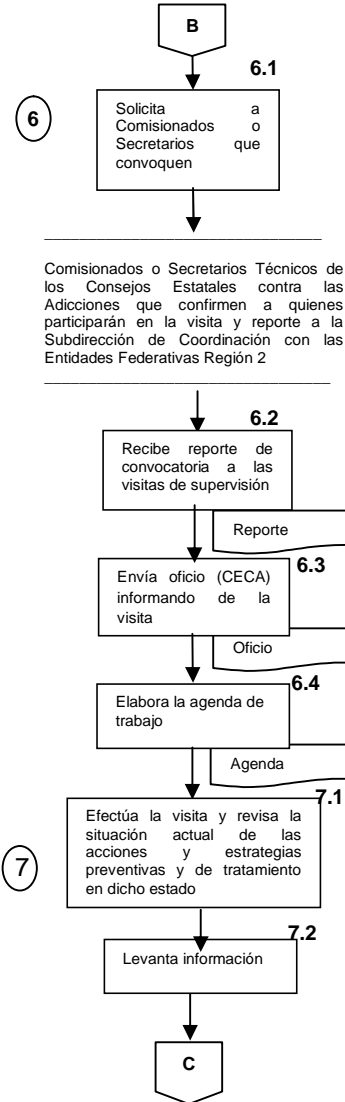 B
6.1
6
Solicita a
Comisionados o
Secretarios que
convoquen
Comisionados o Secretarios Técnicos de
los Consejos Estatales contra las
Adicciones que confirmen a quienes
participarán en la visita y reporte a la
Subdirección de Coordinación con las
Entidades Federativas Región 2
6.2
Recibe reporte de
convocatoria a las
visitas de supervisión
Reporte
6.3
Envía oficio (CECA)
informando de la
visita
Oficio
6.4
Elabora la agenda de
trabajo
Agenda
7.1
7
Efectúa la visita y revisa la
situación actual de las
acciones y estrategias
preventivas y de tratamiento
en dicho estado
7.2
Levanta información
C